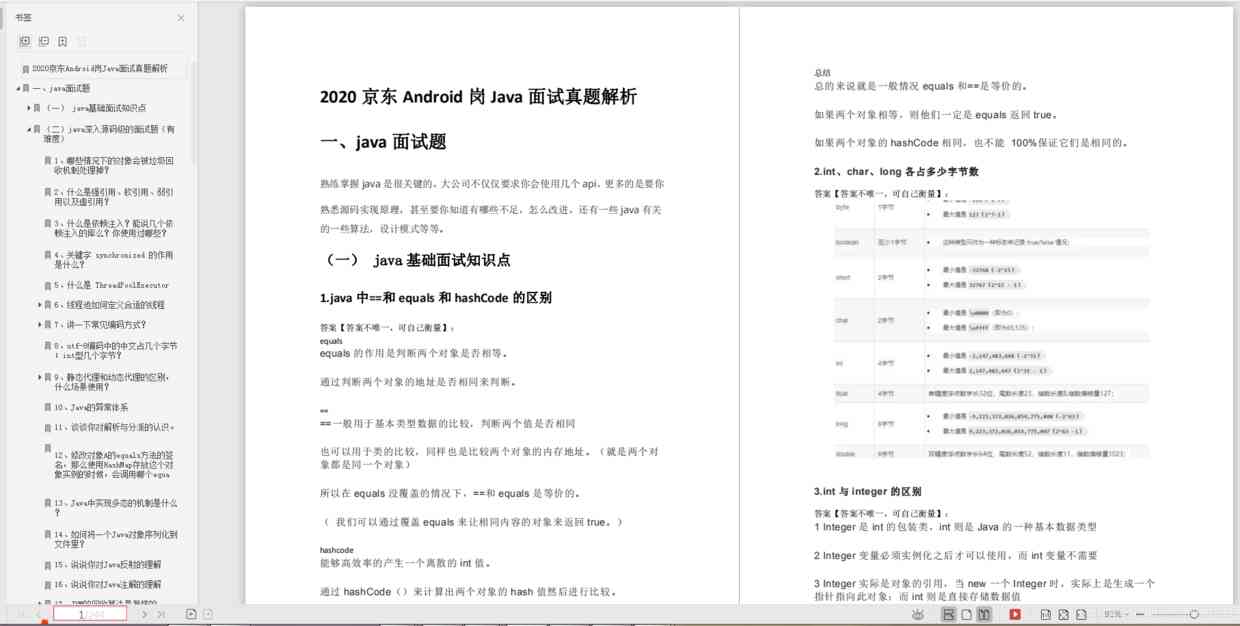 书签
2020京东Android岗Java面试真题解析
一、java面试题
（一） java基础面试知识点
（二）java深入源码级的面试题（有
难度）
1、哪些情况下的对象会被垃圾回
收机制处理掉？
2、什么是强引用、软引用、弱引
用以及虚引用？
3、什么是依赖注入？能说几个依
赖注入的库么？你使用过哪些？
4、关键字 synchronized 的作用
是什么？
5、什么是 ThreadPoolExecutor
6、线程池如何定义合适的线程
7、讲一下常见编码方式？
8、utf-8编码中的中文占几个字节
；int型几个字节？
9、静态代理和动态代理的区别，
什么场景使用？
10、Java的异常体系
11、谈谈你对解析与分派的认识。
12、修改对象A的equals方法的签
名，那么使用HashMap存放这个对
象实例的时候，会调用哪个equa
13、Java中实现多态的机制是什么
？
14、如何将一个Java对象序列化到
文件里？
15、说说你对Java反射的理解
16、说说你对Java注解的理解
2020 京东 Android 岗 Java 面试真题解析
一、java 面试题
熟练掌握 java 是很关键的，大公司不仅仅要求你会使用几个 api，更多的是要你
熟悉源码实现原理，甚至要你知道有哪些不足，怎么改进，还有一些 java 有关
的一些算法，设计模式等等。
（一） java 基础面试知识点
1.java 中==和 equals 和 hashCode 的区别
答案【答案不唯一，可自己衡量】：
equals
equals 的作用是判断两个对象是否相等。
通过判断两个对象的地址是否相同来判断。
==
==一般用于基本类型数据的比较，判断两个值是否相同
也可以用于类的比较，同样也是比较两个对象的内存地址。（就是两个对
象都是同一个对象）
所以在 equals 没覆盖的情况下，==和 equals 是等价的。
（ 我们可以通过覆盖 equals 来让相同内容的对象来返回 true。）
hashcode
能够高效率的产生一个离散的 int 值。
通过 hashCode（）来计算出两个对象的 hash 值然后进行比较。
总结
总的来说就是一般情况 equals 和==是等价的。
如果两个对象相等，则他们一定是 equals 返回 true。
如果两个对象的 hashCode 相同，也不能 100%保证它们是相同的。
2.int、char、long 各占多少字节数
答案【答案不唯一，可自己衡量】：
byte 1字节
最大值是 127 (2^7-1)
boolean 至少1字节 这种类型只作为一种标志来记录 true/false 情况;
short 2字节
最小值是 -32768 (-2^15)
最大值是 32767 (2^15 - 1)
char 2字节
最小值是 \u0000 (即为0)
最大值是 \uffff (即为65,535)
int 4字节
最小值是 -2,147,483,648 (-2^31)
最大值是 2,147,483,647 (2^31 - 1)
float 4字节
long 8字节
最小值是 -9,223,372,036,854,775,808 (-2^63)
最大值是 9,223,372,036,854,775,807 (2^63 -1)
double 8字节
3.int 与 integer 的区别
答案【答案不唯一，可自己衡量】：
1 Integer 是 int 的包装类，int 则是 Java 的一种基本数据类型
2 Integer 变量必须实例化之后才可以使用，而 int 变量不需要
3 Integer 实际是对象的引用，当 new 一个 Integer 时，实际上是生成一个
指针指向此对象；而 int 则是直接存储数据值